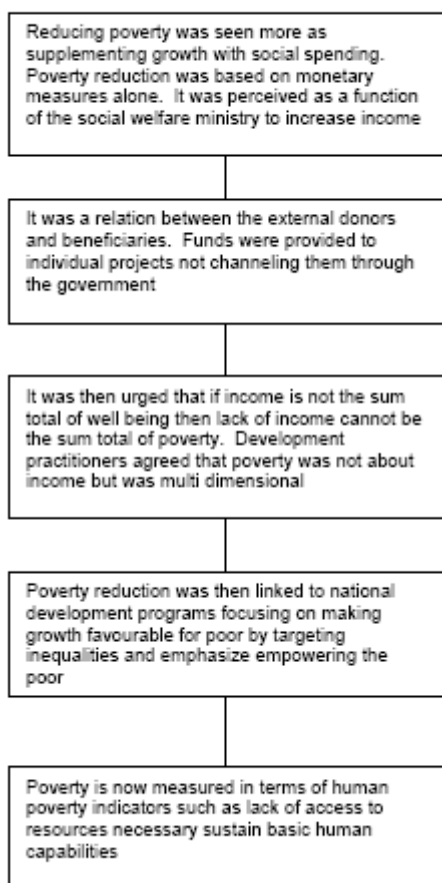 Reducing poverty was seen more as
supplementing growth with social spending.
Poverty reduction was based on monetary
measures alone. It was perceived as a function
of the social welfare ministry to increase income
It was a relation between the external donors
and beneficiaries. Funds were provided to
individual projects not channeling them through
the government
It was then urged that if income is not the sum
total of well being then lack of income cannot be
the sum total of poverty. Development
practitioners agreed that poverty was not about
income but was multi dimensional
Poverty reduction was then linked to national
development programs focusing on making
growth favourable for poor by targeting
inequalities and emphasize empowering the
poor
Poverty is now measured in terms of human
poverty indicators such as lack of access to
resources necessary sustain basic human
capabilities